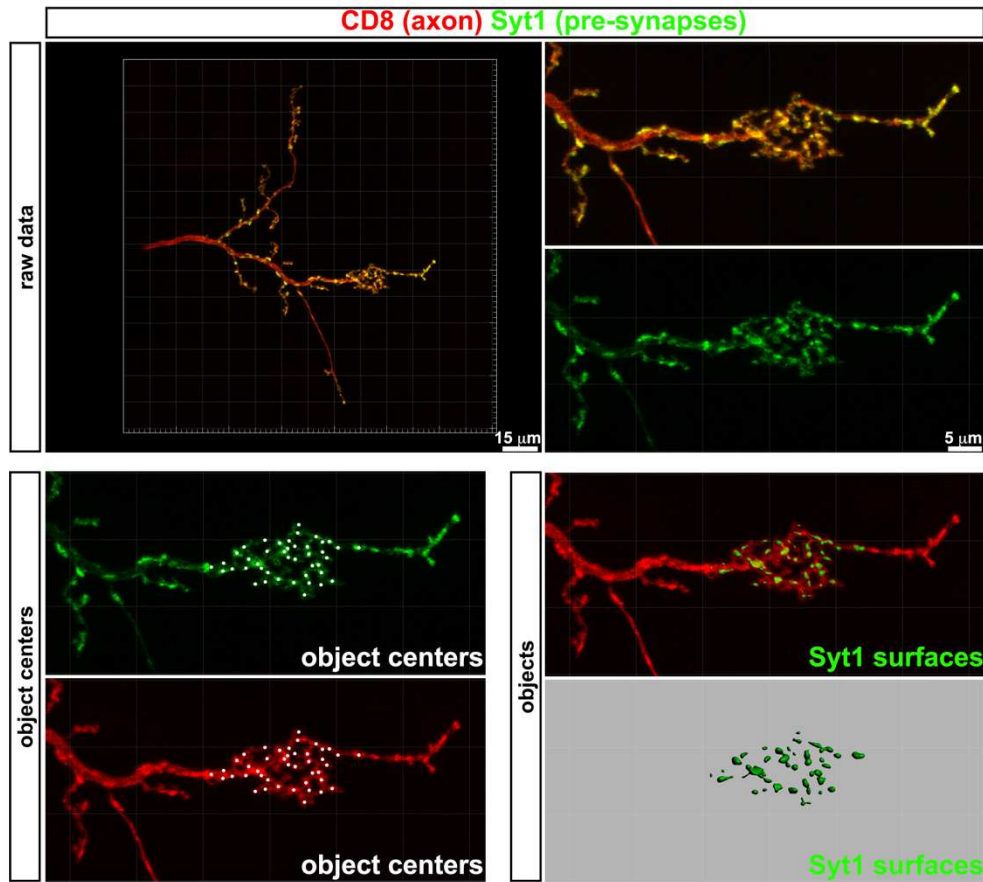 CD8 (axon) Syt1 (pre-synapses)
raw data
15 μm
5 μm
object centers
object centers
object centers
objects
Syt1 surfaces
Syt1 surfaces